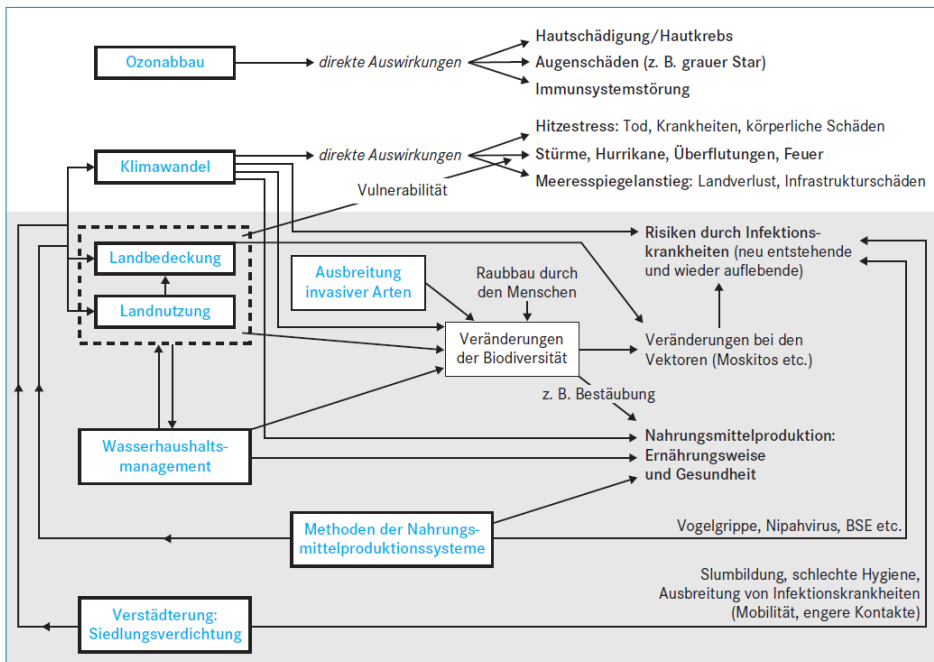 Ozonabbau
direkte Auswirkungen
Hautschädigung/Hautkrebs
Augenschäden (z. B. grauer Star)
Immunsystemstörung
Klimawandel
direkte Auswirkungen
Hitzestress: Tod, Krankheiten, körperliche Schäden
Stürme, Hurrikane, Überflutungen, Feuer
Meeresspiegelanstieg: Landverlust, Infrastrukturschäden
Vulnerabilität
Landbedeckung
Landnutzung
Ausbreitung
invasiver Arten
Raubbau durch
den Menschen
Risiken durch Infektions-
krankheiten (neu entstehende
und wieder auflebende)
Veränderungen
der Biodiversität
Veränderungen bei den
Vektoren (Moskitos etc.)
z. B. Bestäubung
Wasserhaushalts-
management
Nahrungsmittelproduktion:
Ernährungsweise
und Gesundheit
Methoden der Nahrungs-
mittelproduktionssysteme
Vogelgrippe, Nipahvirus, BSE etc.
Slumbildung, schlechte Hygiene,
Ausbreitung von Infektionskrankheiten
(Mobilität, engere Kontakte)
Verstädterung:
Siedlungsverdichtung